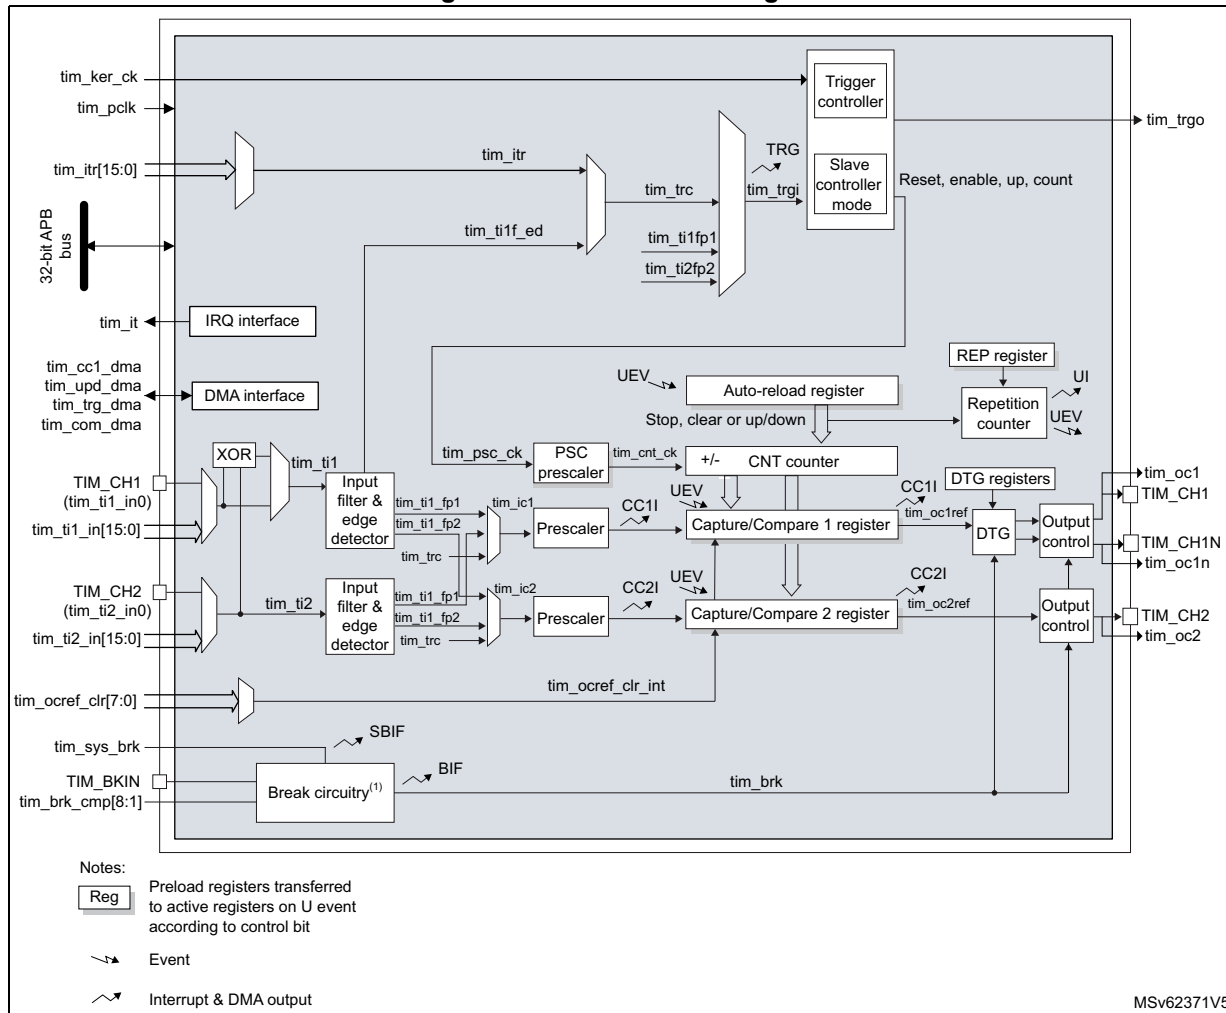 tim_ker_ck
tim_pclk
tim_itr[15:0]
32-bit APB
bus
tim_itr
tim_ti1f_ed
tim_trc
tim_ti1fp1
tim_ti2fp2
TRG
tim_trgi
Trigger
controller
Slave
controller
mode
tim_trgo
Reset, enable, up, count
tim_it
IRQ interface
tim_cc1_dma
tim_upd_dma
tim_trg_dma
tim_com_dma
DMA interface
UEV
Auto-reload register
Stop, clear or up/down
REP register
Repetition
counter
UI
UEV
tim_psc_ck
PSC
prescaler
tim_cnt_ck
+/-
CNT counter
XOR
tim_ti1
TIM_CH1
(tim_ti1_in0)
tim_ti1_in[15:0]
Input
filter &
edge
detector
tim_ti1_fp1
tim_ti1_fp2
tim_trc
tim_ic1
Prescaler
CC1I
UEV
Capture/Compare 1 register
CC1I
tim_oc1ref
DTG registers
DTG
Output
control
tim_oc1
TIM_CH1
TIM_CH1N
tim_oc1n
TIM_CH2
(tim_ti2_in0)
tim_ti2_in[15:0]
tim_ti2
Input
filter &
edge
detector
tim_ti1_fp1
tim_ti1_fp2
tim_trc
tim_ic2
Prescaler
CC2I
UEV
Capture/Compare 2 register
CC2I
tim_oc2ref
Output
control
TIM_CH2
tim_oc2
tim_ocref_clr[7:0]
tim_ocref_clr_int
tim_sys_brk
SBIF
TIM_BKIN
tim_brk_cmp[8:1]
Break circuitry(1)
BIF
tim_brk
Notes:
Reg
Preload registers transferred
to active registers on U event
according to control bit
Event
Interrupt & DMA output
MSv62371V5